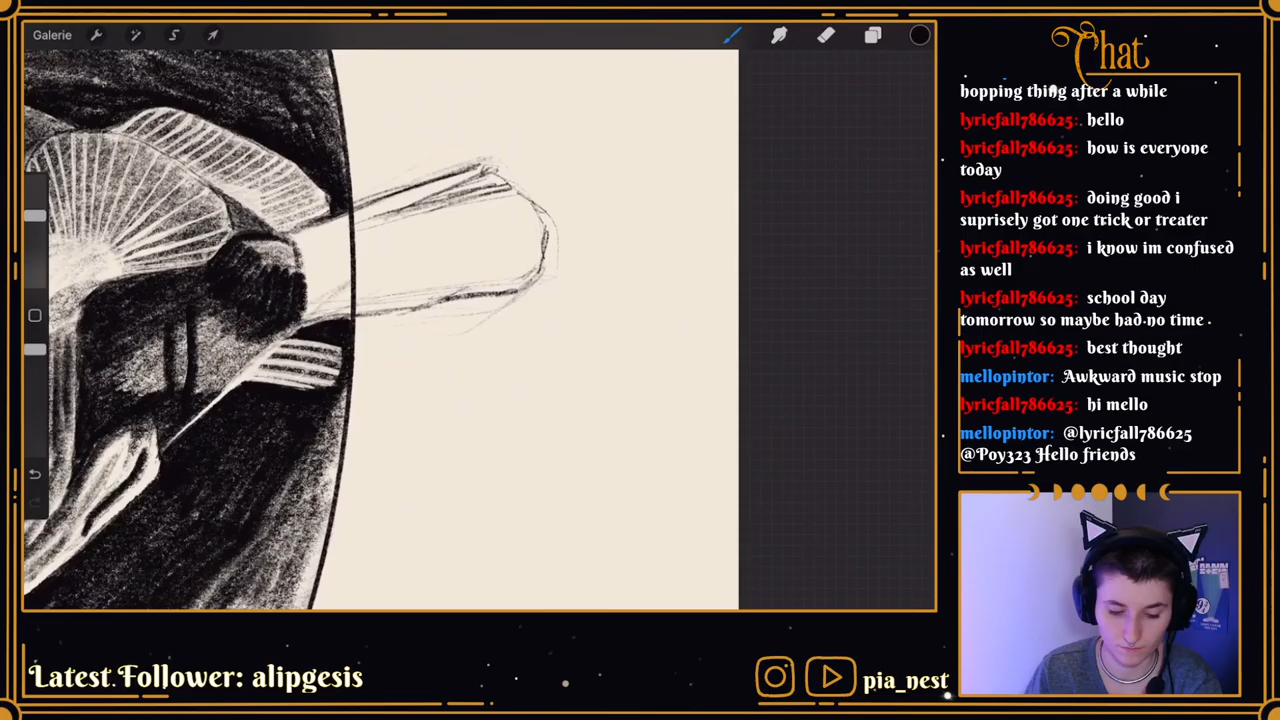 Galerie
Chat
hopping thing after a while
lyricfall786625: hello
lyricfall786625: how is everyone
today
lyricfall786625: doing good i
suprisely got one trick or treater
lyricfall786625: i know im confused
as well
lyricfall786625: school day
tomorrow so maybe had no time
lyricfall786625: best thought
mellopintor: Awkward music stop
lyricfall786625: hi mello
mellopintor: @lyricfall786625
@Poy323 Hello friends
Latest Follower: alipgesis
pia_nest